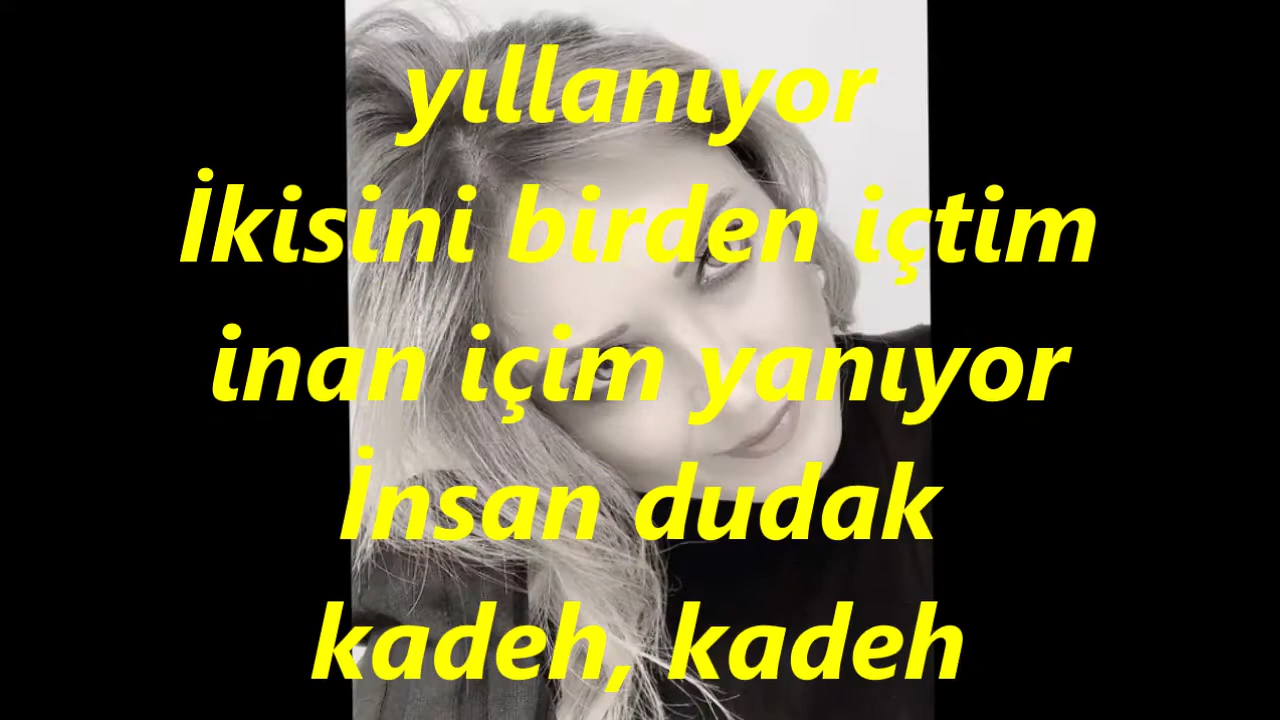 yıllanıyor
İkisini birden içtim
inan içim yanıyor
İnsan dudak
kadeh, kadeh